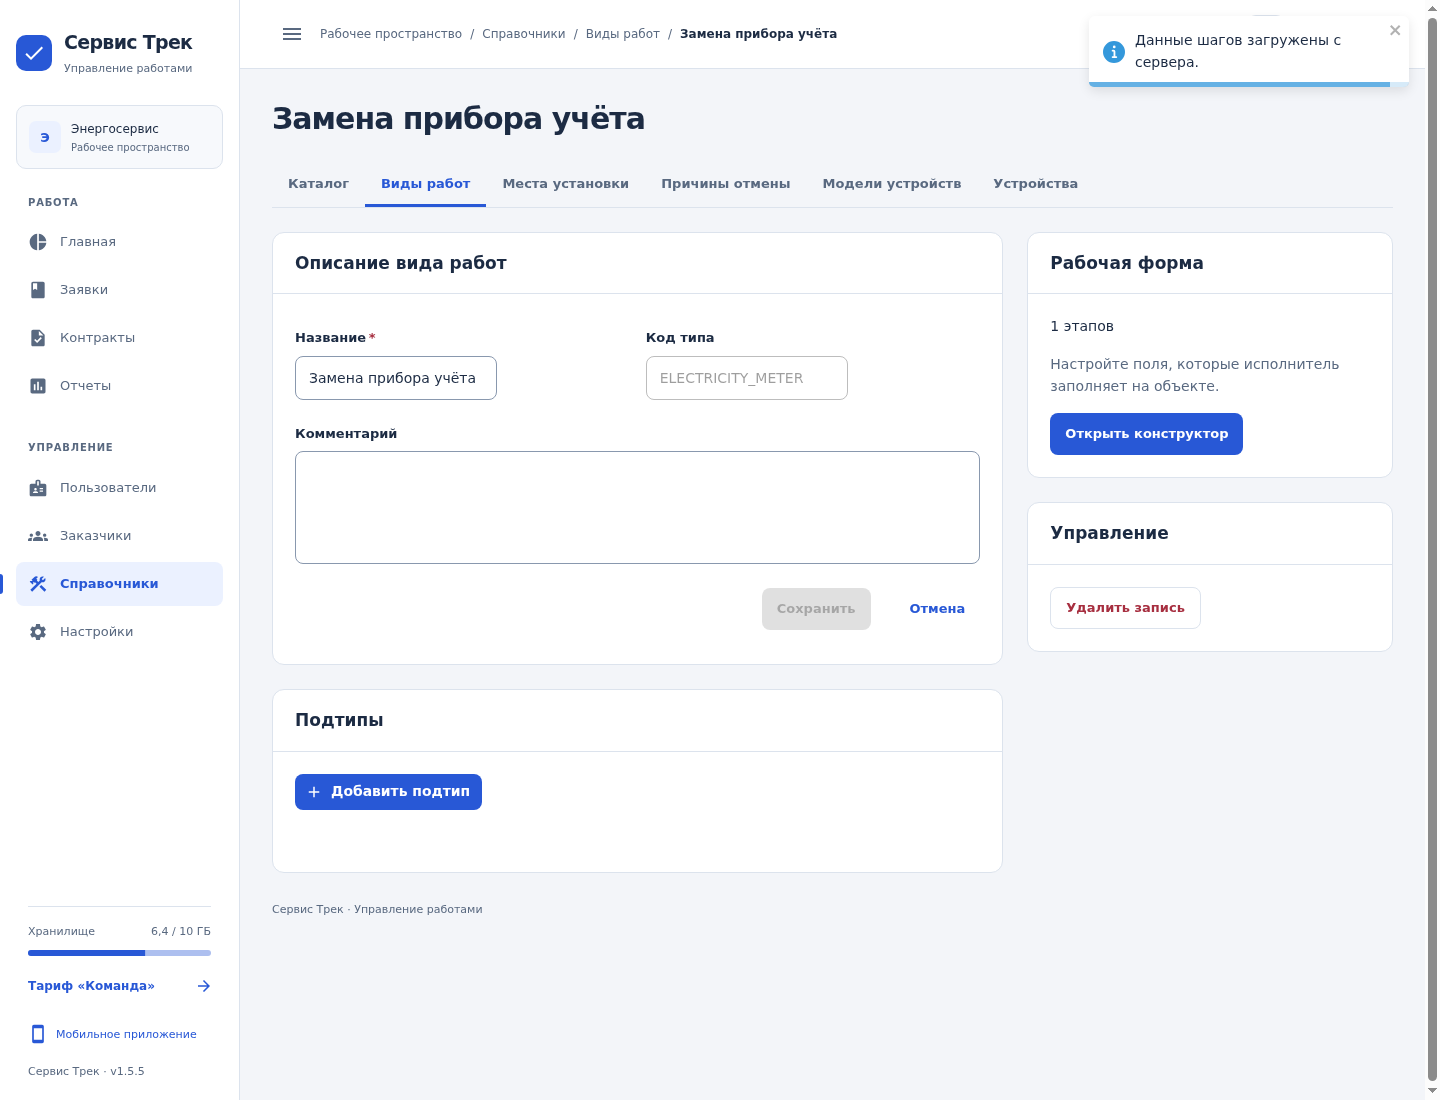 Сервис Трек
Управление работами
Э
Энергосервис
Рабочее пространство
РАБОТА
Главная
Заявки
Контракты
Отчеты
УПРАВЛЕНИЕ
Пользователи
Заказчики
Справочники
Настройки
Хранилище 6,4 / 10 ГБ
Тариф «Команда»
Мобильное приложение
Сервис Трек · v1.5.5
Рабочее пространство / Справочники / Виды работ / Замена прибора учёта
Данные шагов загружены с
сервера.
Замена прибора учёта
Каталог Виды работ Места установки Причины отмены Модели устройств Устройства
Описание вида работ
Название *
Замена прибора учёта
Код типа
ELECTRICITY_METER
Комментарий
Сохранить Отмена
Подтипы
+ Добавить подтип
Рабочая форма
1 этапов
Настройте поля, которые исполнитель
заполняет на объекте.
Открыть конструктор
Управление
Удалить запись
Сервис Трек · Управление работами